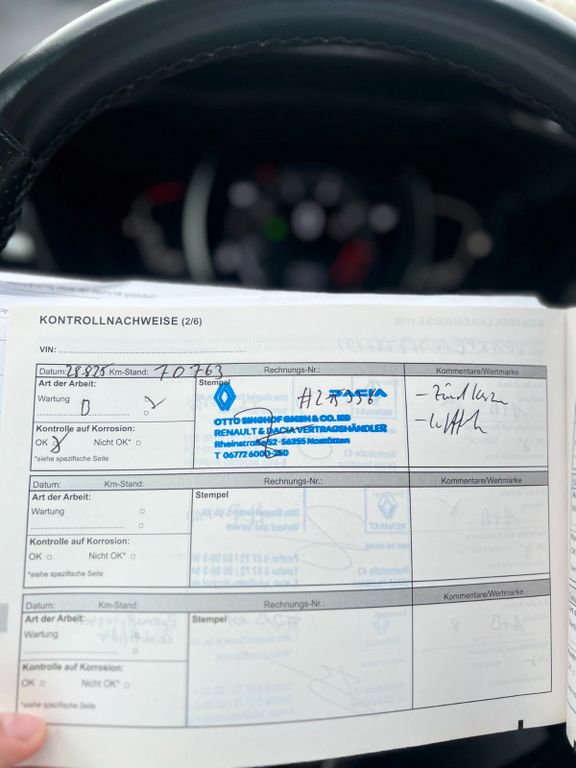 KONTROLLNACHWEISE (2/6)
VIN:
Datum: 28.8.25 Km-Stand: 70763 Rechnungs-Nr.: Kommentare/Wertmarke
Art der Arbeit: Stempel
Wartung
DACIA
OTTO SINGHOF GMBH & CO. KG
RENAULT & DACIA VERTRAGSHÄNDLER
Rheinstraße 52 · 56355 Nastätten
T 06772 6000-250
Kontrolle auf Korrosion:
OK Nicht OK*
*siehe spezifische Seite
- Zündkerzen
Datum: Km-Stand: Rechnungs-Nr.: Kommentare/Wertmarke
Art der Arbeit: Stempel
Wartung
Kontrolle auf Korrosion:
OK Nicht OK*
*siehe spezifische Seite
Datum: Km-Stand: Rechnungs-Nr.: Kommentare/Wertmarke
Art der Arbeit: Stempel
Wartung
Kontrolle auf Korrosion:
OK Nicht OK*
*siehe spezifische Seite